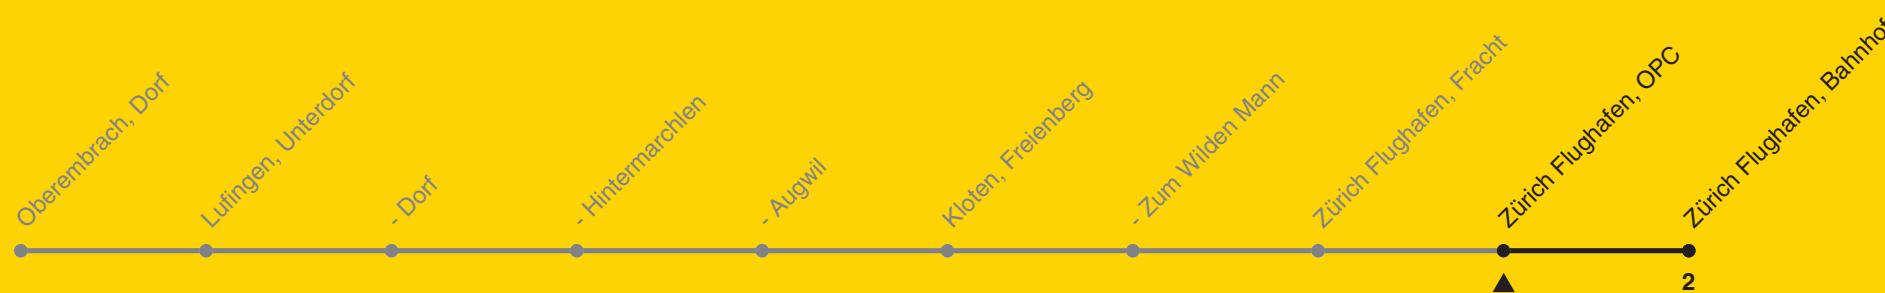 Oberembrach, Dorf
Lufingen, Unterdorf
- Dorf
- Hintermarchlen
- Augwil
Kloten, Freienberg
- Zum Wilden Mann
Zürich Flughafen, Fracht
Zürich Flughafen, OPC
Zürich Flughafen, Bahnhof
2